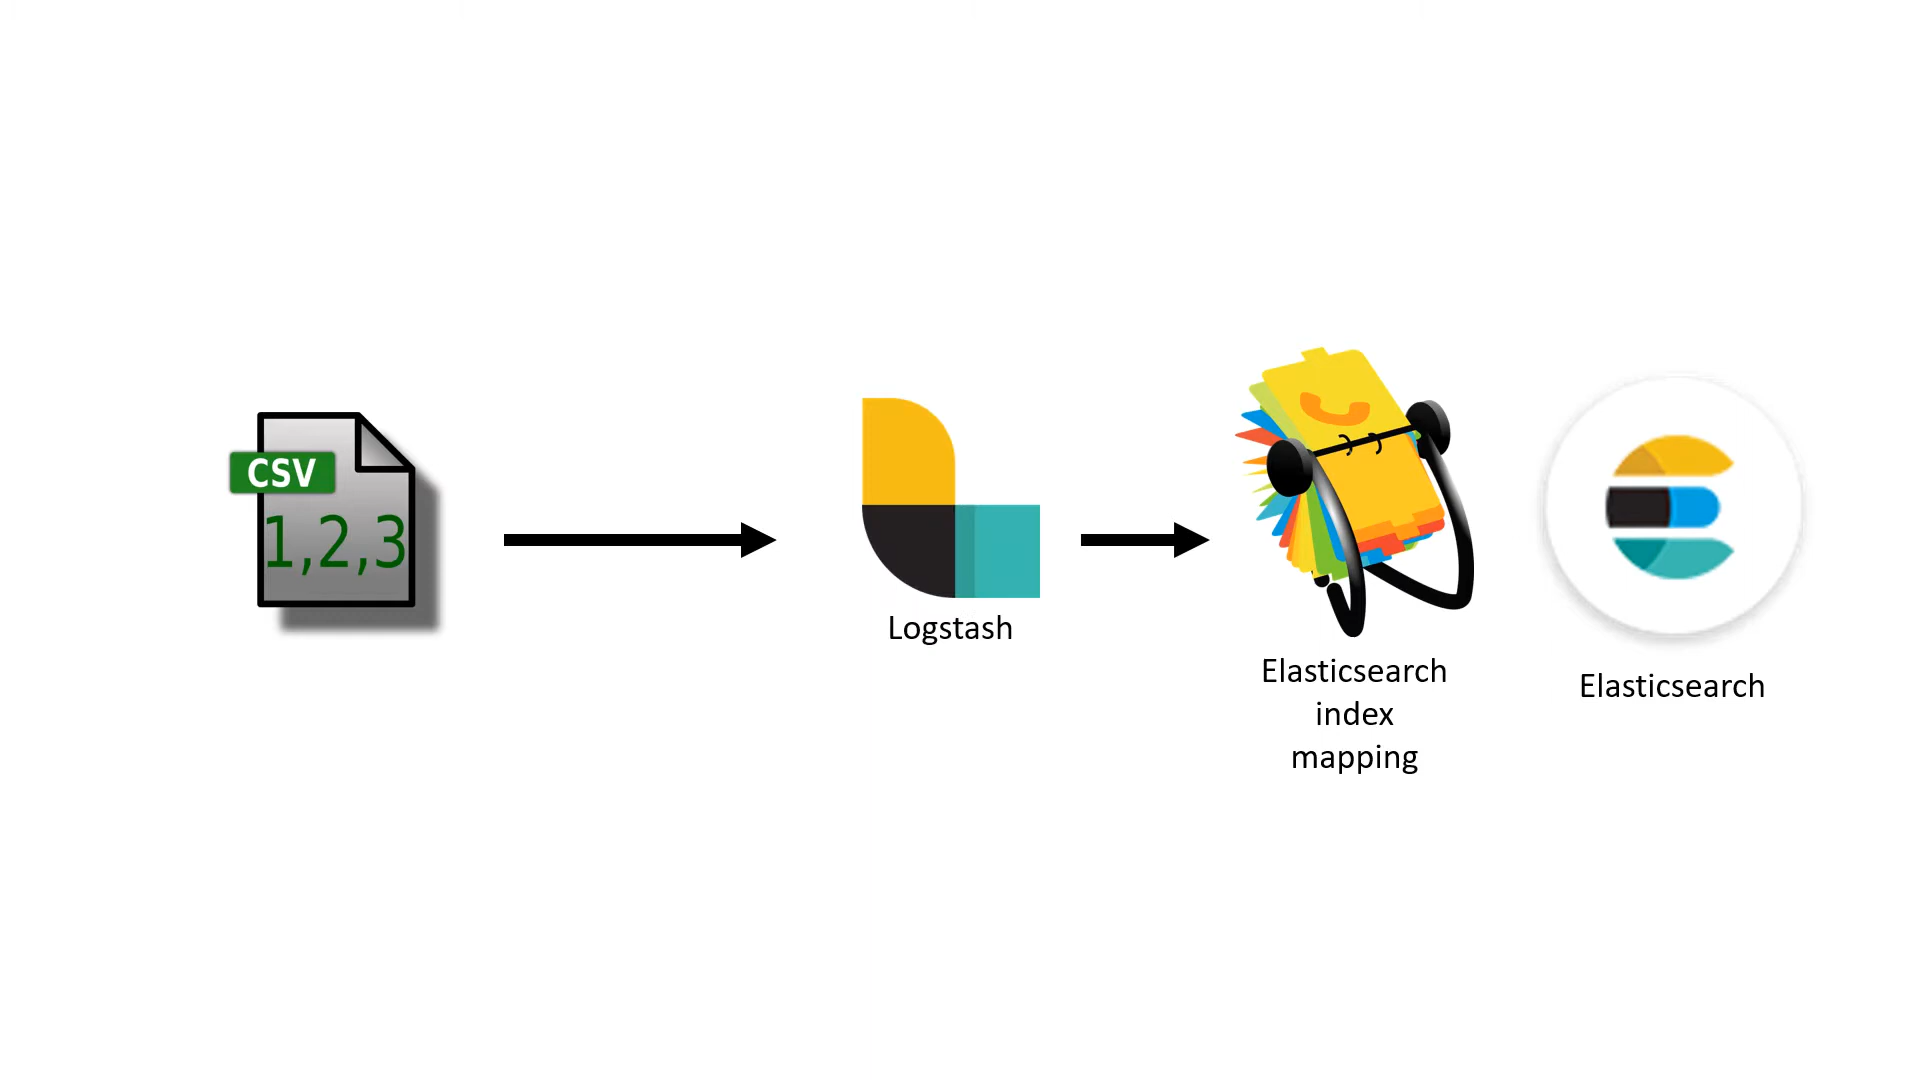 CSV
1,2,3
Logstash
Elasticsearch
index
mapping
Elasticsearch